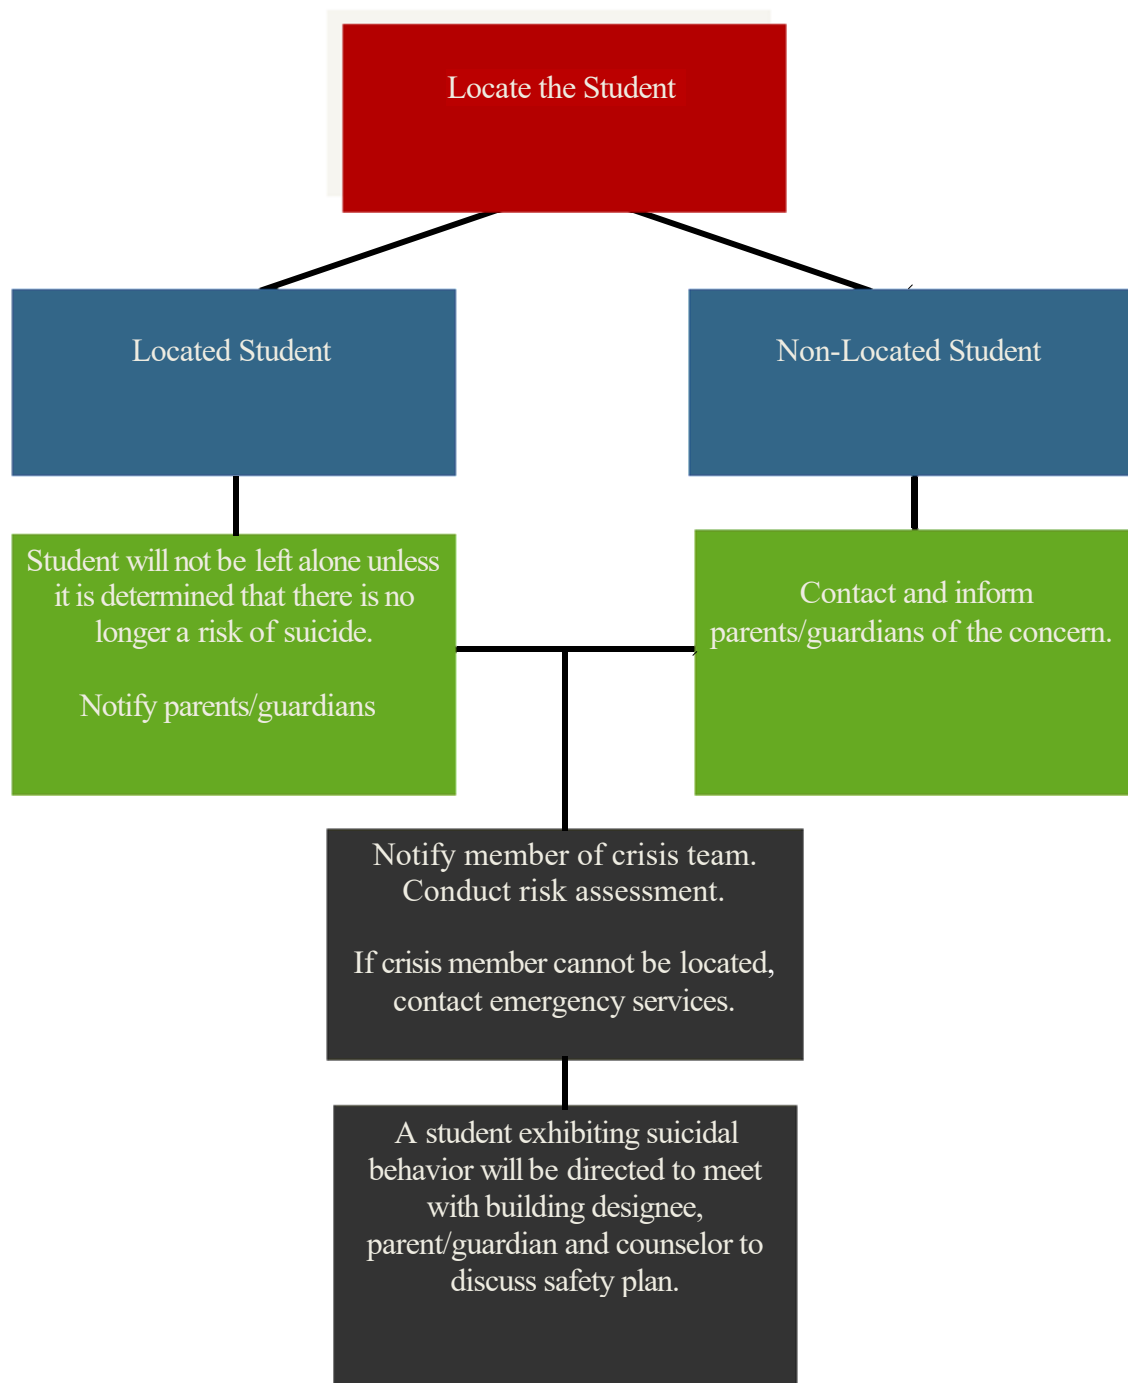 Locate the Student
Located Student
Non-Located Student
Student will not be left alone unless
it is determined that there is no
longer a risk of suicide.
Notify parents/guardians
Contact and inform
parents/guardians of the concern.
Notify member of crisis team.
Conduct risk assessment.
If crisis member cannot be located,
contact emergency services.
A student exhibiting suicidal
behavior will be directed to meet
with building designee,
parent/guardian and counselor to
discuss safety plan.